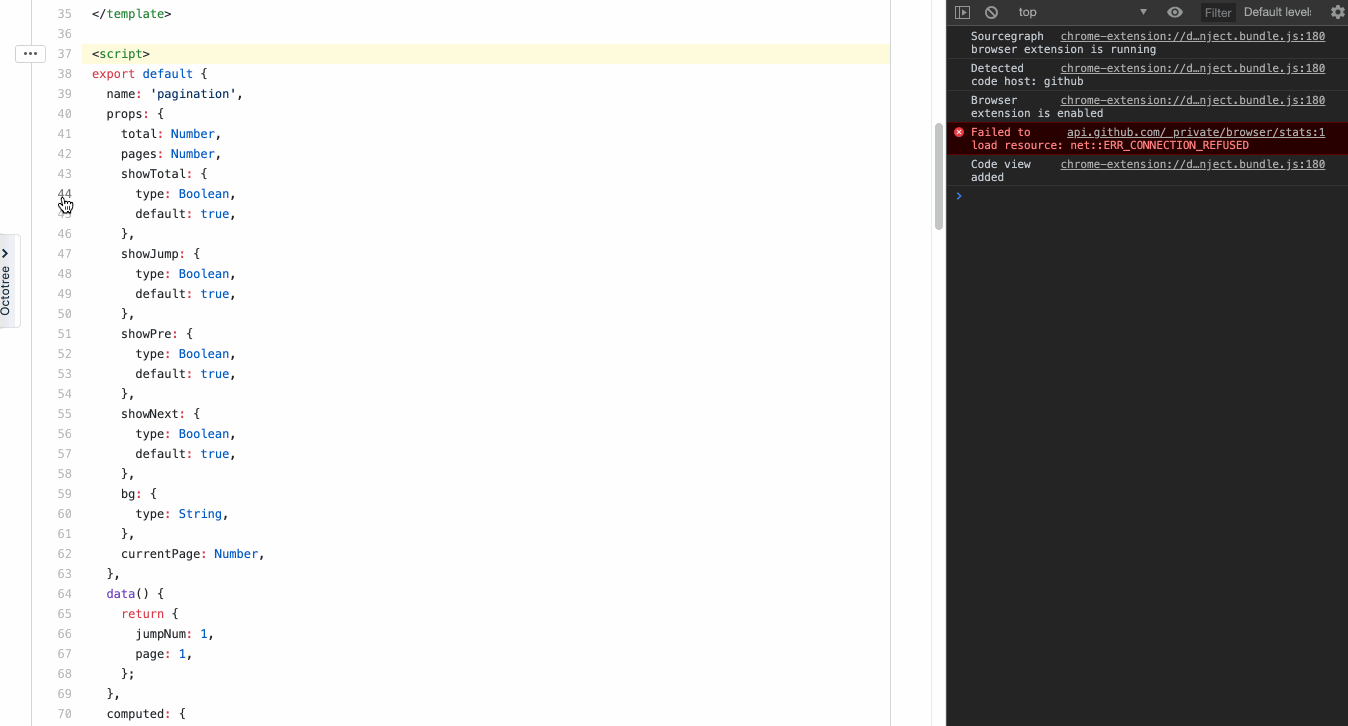 35 </template>
36
37 <script>
38 export default {
39 name: 'pagination',
40 props: {
41 total: Number,
42 pages: Number,
43 showTotal: {
44 type: Boolean,
45 default: true,
46 },
47 showJump: {
48 type: Boolean,
49 default: true,
50 },
51 showPre: {
52 type: Boolean,
53 default: true,
54 },
55 showNext: {
56 type: Boolean,
57 default: true,
58 },
59 bg: {
60 type: String,
61 },
62 currentPage: Number,
63 },
64 data() {
65 return {
66 jumpNum: 1,
67 page: 1,
68 };
69 },
70 computed: {
Octotree
top
Filter
Default levels
Sourcegraph chrome-extension://d…nject.bundle.js:180
browser extension is running
Detected chrome-extension://d…nject.bundle.js:180
code host: github
Browser chrome-extension://d…nject.bundle.js:180
extension is enabled
Failed to api.github.com/_private/browser/stats:1
load resource: net::ERR_CONNECTION_REFUSED
Code view chrome-extension://d…nject.bundle.js:180
added